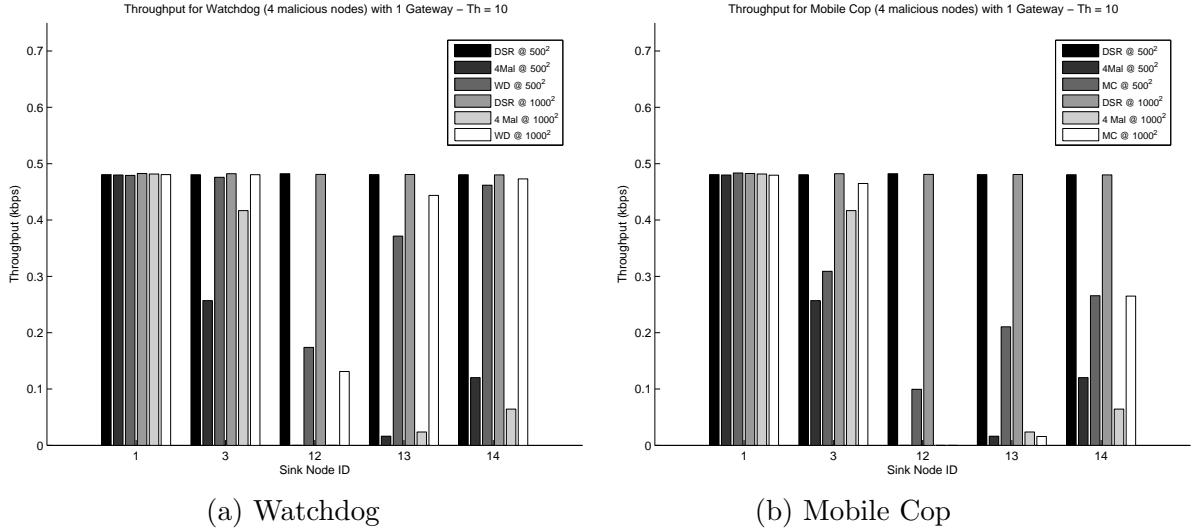 Throughput for Watchdog (4 malicious nodes) with 1 Gateway – Th = 10
0.7
0.6
0.5
0.4
0.3
0.2
0.1
0
Throughput (kbps)
DSR @ 500²
4Mal @ 500²
WD @ 500²
DSR @ 1000²
4 Mal @ 1000²
WD @ 1000²
1 3 12 13 14
Sink Node ID
(a) Watchdog
Throughput for Mobile Cop (4 malicious nodes) with 1 Gateway – Th = 10
0.7
0.6
0.5
0.4
0.3
0.2
0.1
0
Throughput (kbps)
DSR @ 500²
4Mal @ 500²
MC @ 500²
DSR @ 1000²
4 Mal @ 1000²
MC @ 1000²
1 3 12 13 14
Sink Node ID
(b) Mobile Cop